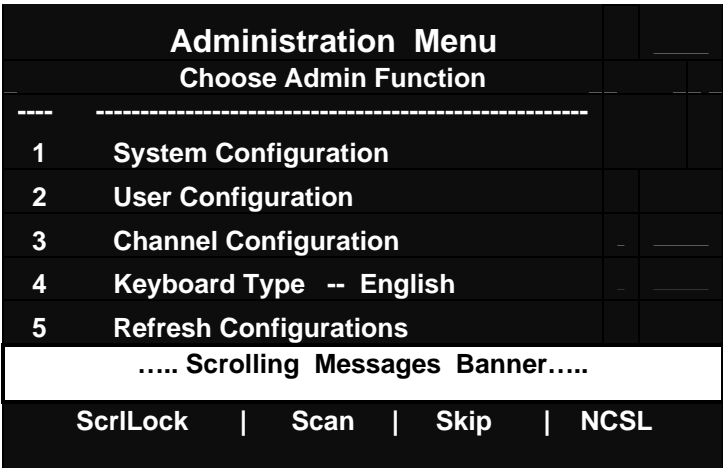 Administration Menu
Choose Admin Function
---- -------------------------------------------------------
1 System Configuration
2 User Configuration
3 Channel Configuration
4 Keyboard Type -- English
5 Refresh Configurations
….. Scrolling Messages Banner…..
ScrlLock | Scan | Skip | NCSL